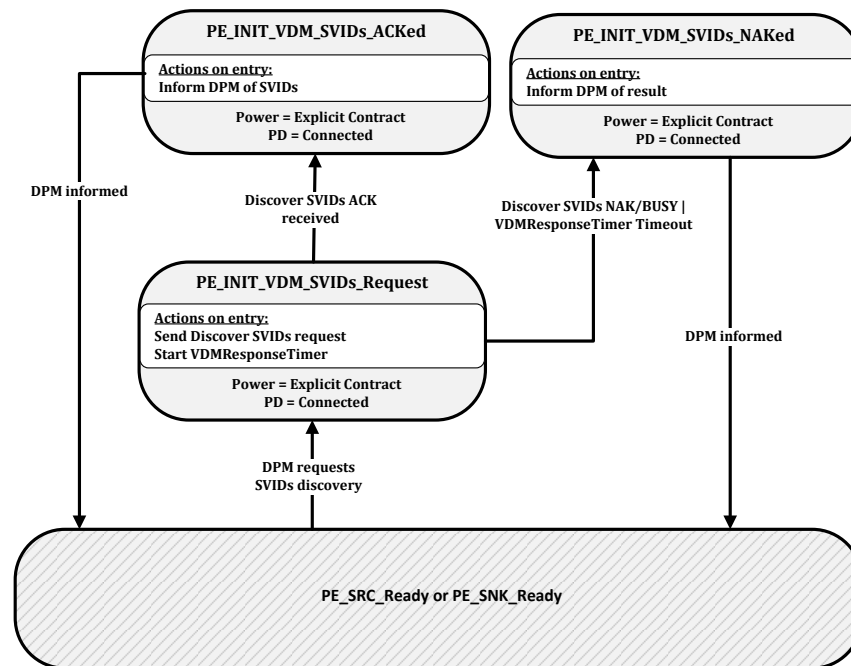 PE_INIT_VDM_SVIDs_ACKed
Actions on entry:
Inform DPM of SVIDs
Power = Explicit Contract
PD = Connected
PE_INIT_VDM_SVIDs_NAKed
Actions on entry:
Inform DPM of result
Power = Explicit Contract
PD = Connected
DPM informed
Discover SVIDs ACK
received
Discover SVIDs NAK/BUSY |
VDMResponseTimer Timeout
PE_INIT_VDM_SVIDs_Request
Actions on entry:
Send Discover SVIDs request
Start VDMResponseTimer
Power = Explicit Contract
PD = Connected
DPM informed
DPM requests
SVIDs discovery
PE_SRC_Ready or PE_SNK_Ready